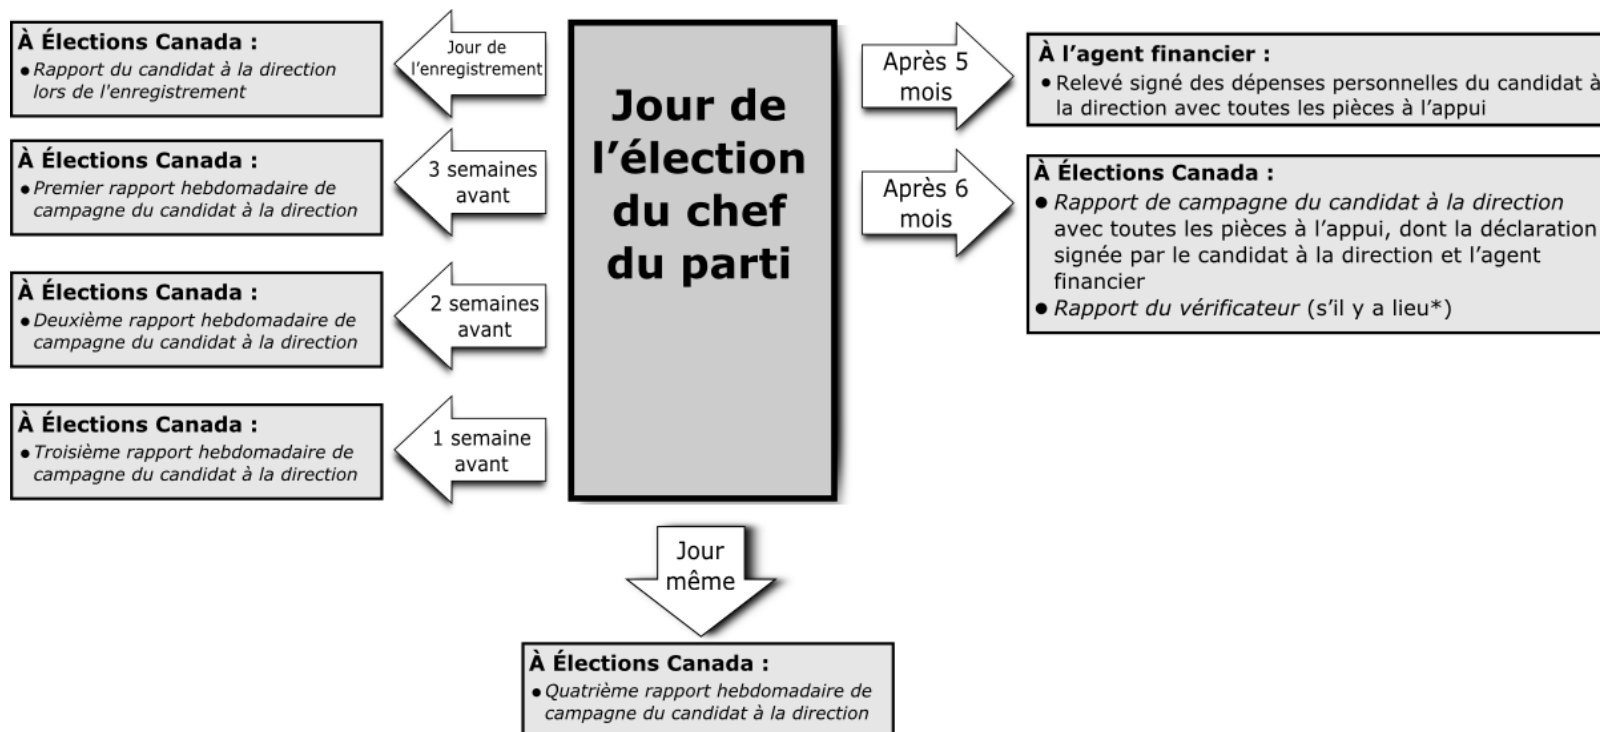 À Élections Canada :
• Rapport du candidat à la direction
lors de l'enregistrement
Jour de
l'enregistrement
À Élections Canada :
• Premier rapport hebdomadaire de
campagne du candidat à la direction
3 semaines
avant
À Élections Canada :
• Deuxième rapport hebdomadaire de
campagne du candidat à la direction
2 semaines
avant
À Élections Canada :
• Troisième rapport hebdomadaire de
campagne du candidat à la direction
1 semaine
avant
Jour de
l'élection
du chef
du parti
Après 5
mois
À l'agent financier :
• Relevé signé des dépenses personnelles du candidat à
la direction avec toutes les pièces à l'appui
Après 6
mois
À Élections Canada :
• Rapport de campagne du candidat à la direction
avec toutes les pièces à l'appui, dont la déclaration
signée par le candidat à la direction et l'agent
financier
• Rapport du vérificateur (s'il y a lieu*)
Jour
même
À Élections Canada :
• Quatrième rapport hebdomadaire de
campagne du candidat à la direction